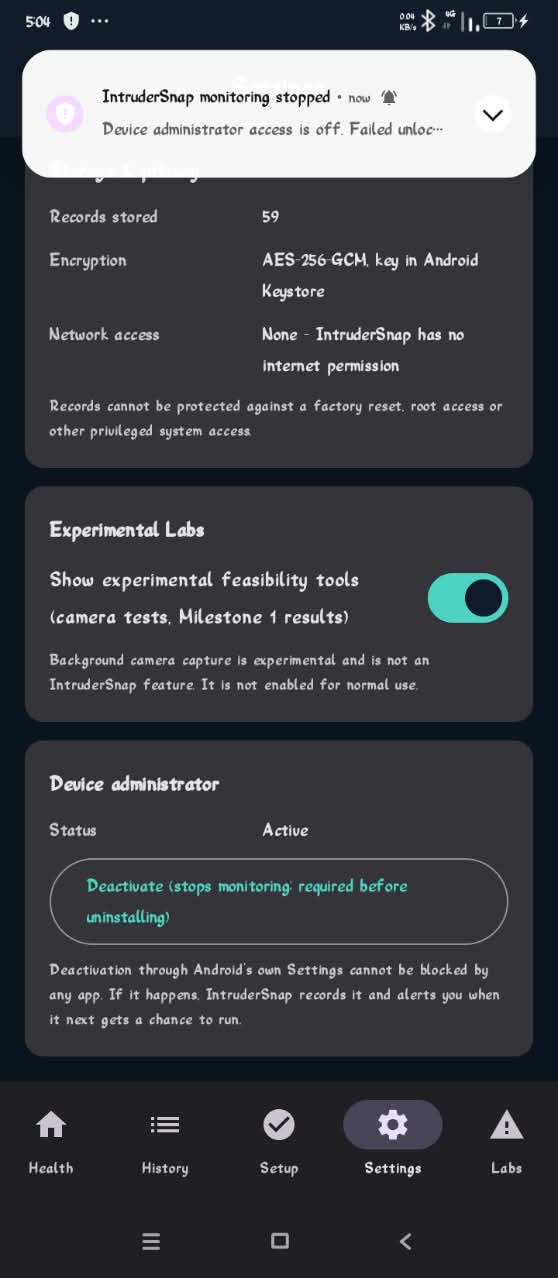 5:04
0.04
KB/s
4G
7
IntruderSnap monitoring stopped • now
Device administrator access is off. Failed unloc…
Records stored 59
Encryption AES-256-GCM, key in Android
Keystore
Network access None - IntruderSnap has no
internet permission
Records cannot be protected against a factory reset, root access or
other privileged system access.
Experimental Labs
Show experimental feasibility tools
(camera tests, Milestone 1 results)
Background camera capture is experimental and is not an
IntruderSnap feature. It is not enabled for normal use.
Device administrator
Status Active
Deactivate (stops monitoring; required before
uninstalling)
Deactivation through Android's own Settings cannot be blocked by
any app. If it happens, IntruderSnap records it and alerts you when
it next gets a chance to run.
Health History Setup Settings Labs